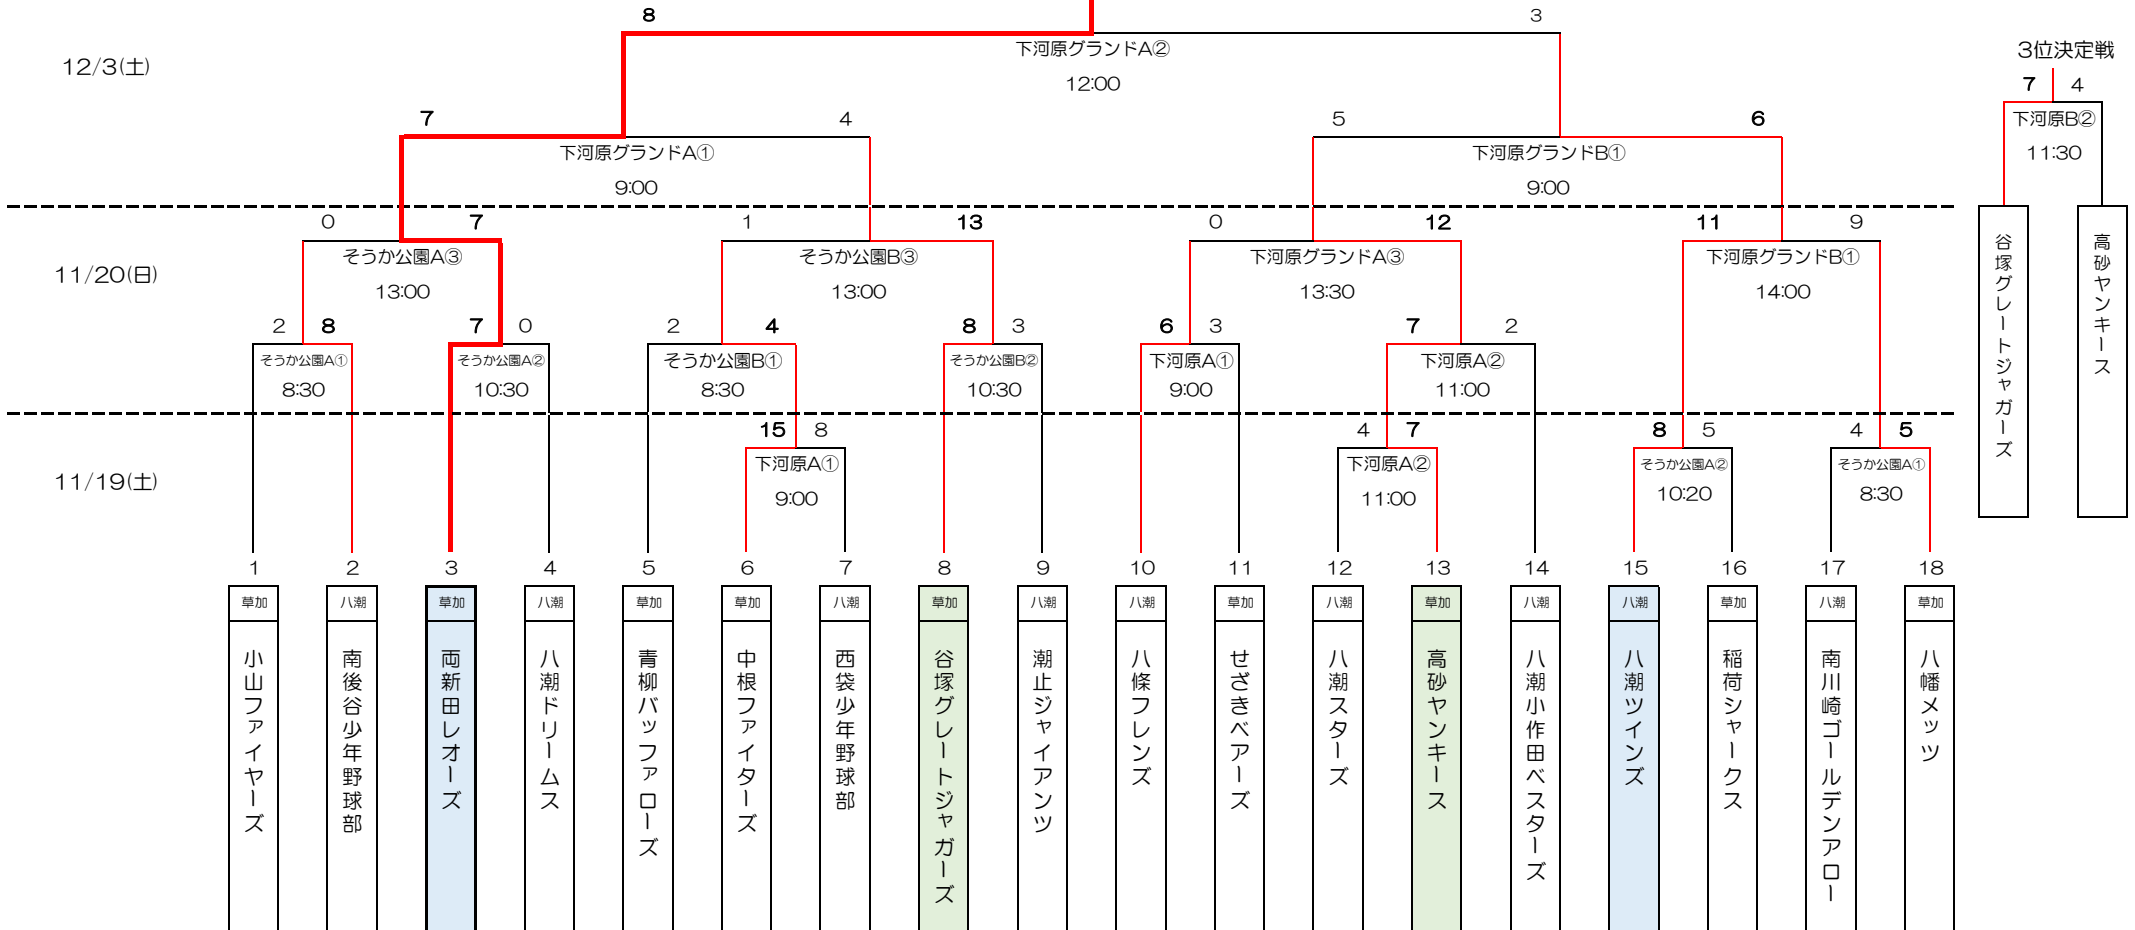 8 3
下河原グランドA②
12/3(土)
12:00
3位決定戦
7 4
下河原B②
11:30
7 4 5 6
下河原グランドA① 下河原グランドB①
9:00 9:00
0 7 1 13 0 12 11 9
そうか公園A③ そうか公園B③ 下河原グランドA③ 下河原グランドB①
11/20(日)
13:00 13:00 13:30 14:00
谷塚グレートジャガーズ
高砂ヤンキース
2 8 7 0 2 4 8 3 6 3 7 2
そうか公園A① そうか公園A② そうか公園B① そうか公園B② 下河原A① 下河原A②
8:30 10:30 8:30 10:30 9:00 11:00
15 8 4 7 8 5 4 5
下河原A① 下河原A② そうか公園A② そうか公園A①
11/19(土)
9:00 11:00 10:20 8:30
1 2 3 4 5 6 7 8 9 10 11 12 13 14 15 16 17 18
草加 八潮 草加 八潮 草加 草加 八潮 草加 八潮 八潮 草加 八潮 草加 八潮 八潮 草加 八潮 草加
小山ファイヤーズ
南後谷少年野球部
両新田レオーズ
八潮ドリームス
青柳バッファローズ
中根ファイターズ
西袋少年野球部
谷塚グレートジャガーズ
潮止ジャイアンツ
八條フレンズ
せざきベアーズ
八潮スターズ
高砂ヤンキース
八潮小作田ベスターズ
八潮ツインズ
稲荷シャークス
南川崎ゴールデンアロー
八幡メッツ